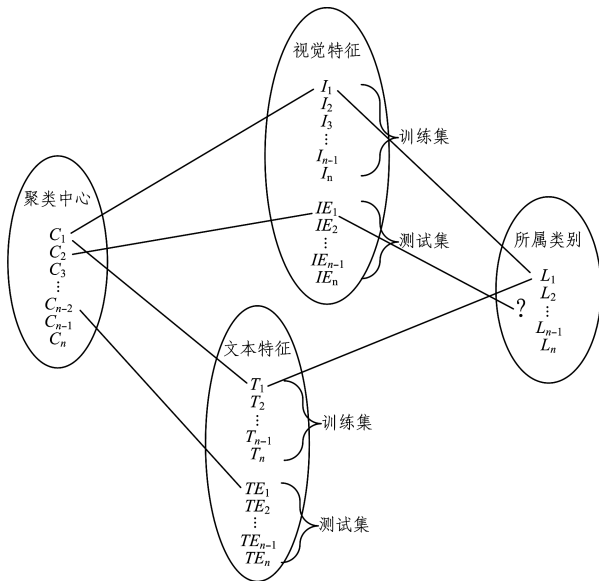 视觉特征
I₁
I₂
I₃
⋮
Iₙ₋₁
Iₙ
训练集
IE₁
IE₂
⋮
IEₙ₋₁
IEₙ
测试集
聚类中心
C₁
C₂
C₃
⋮
Cₙ₋₂
Cₙ₋₁
Cₙ
所属类别
L₁
L₂
⋮
?
Lₙ₋₁
Lₙ
文本特征
T₁
T₂
⋮
Tₙ₋₁
Tₙ
训练集
TE₁
TE₂
⋮
TEₙ₋₁
TEₙ
测试集